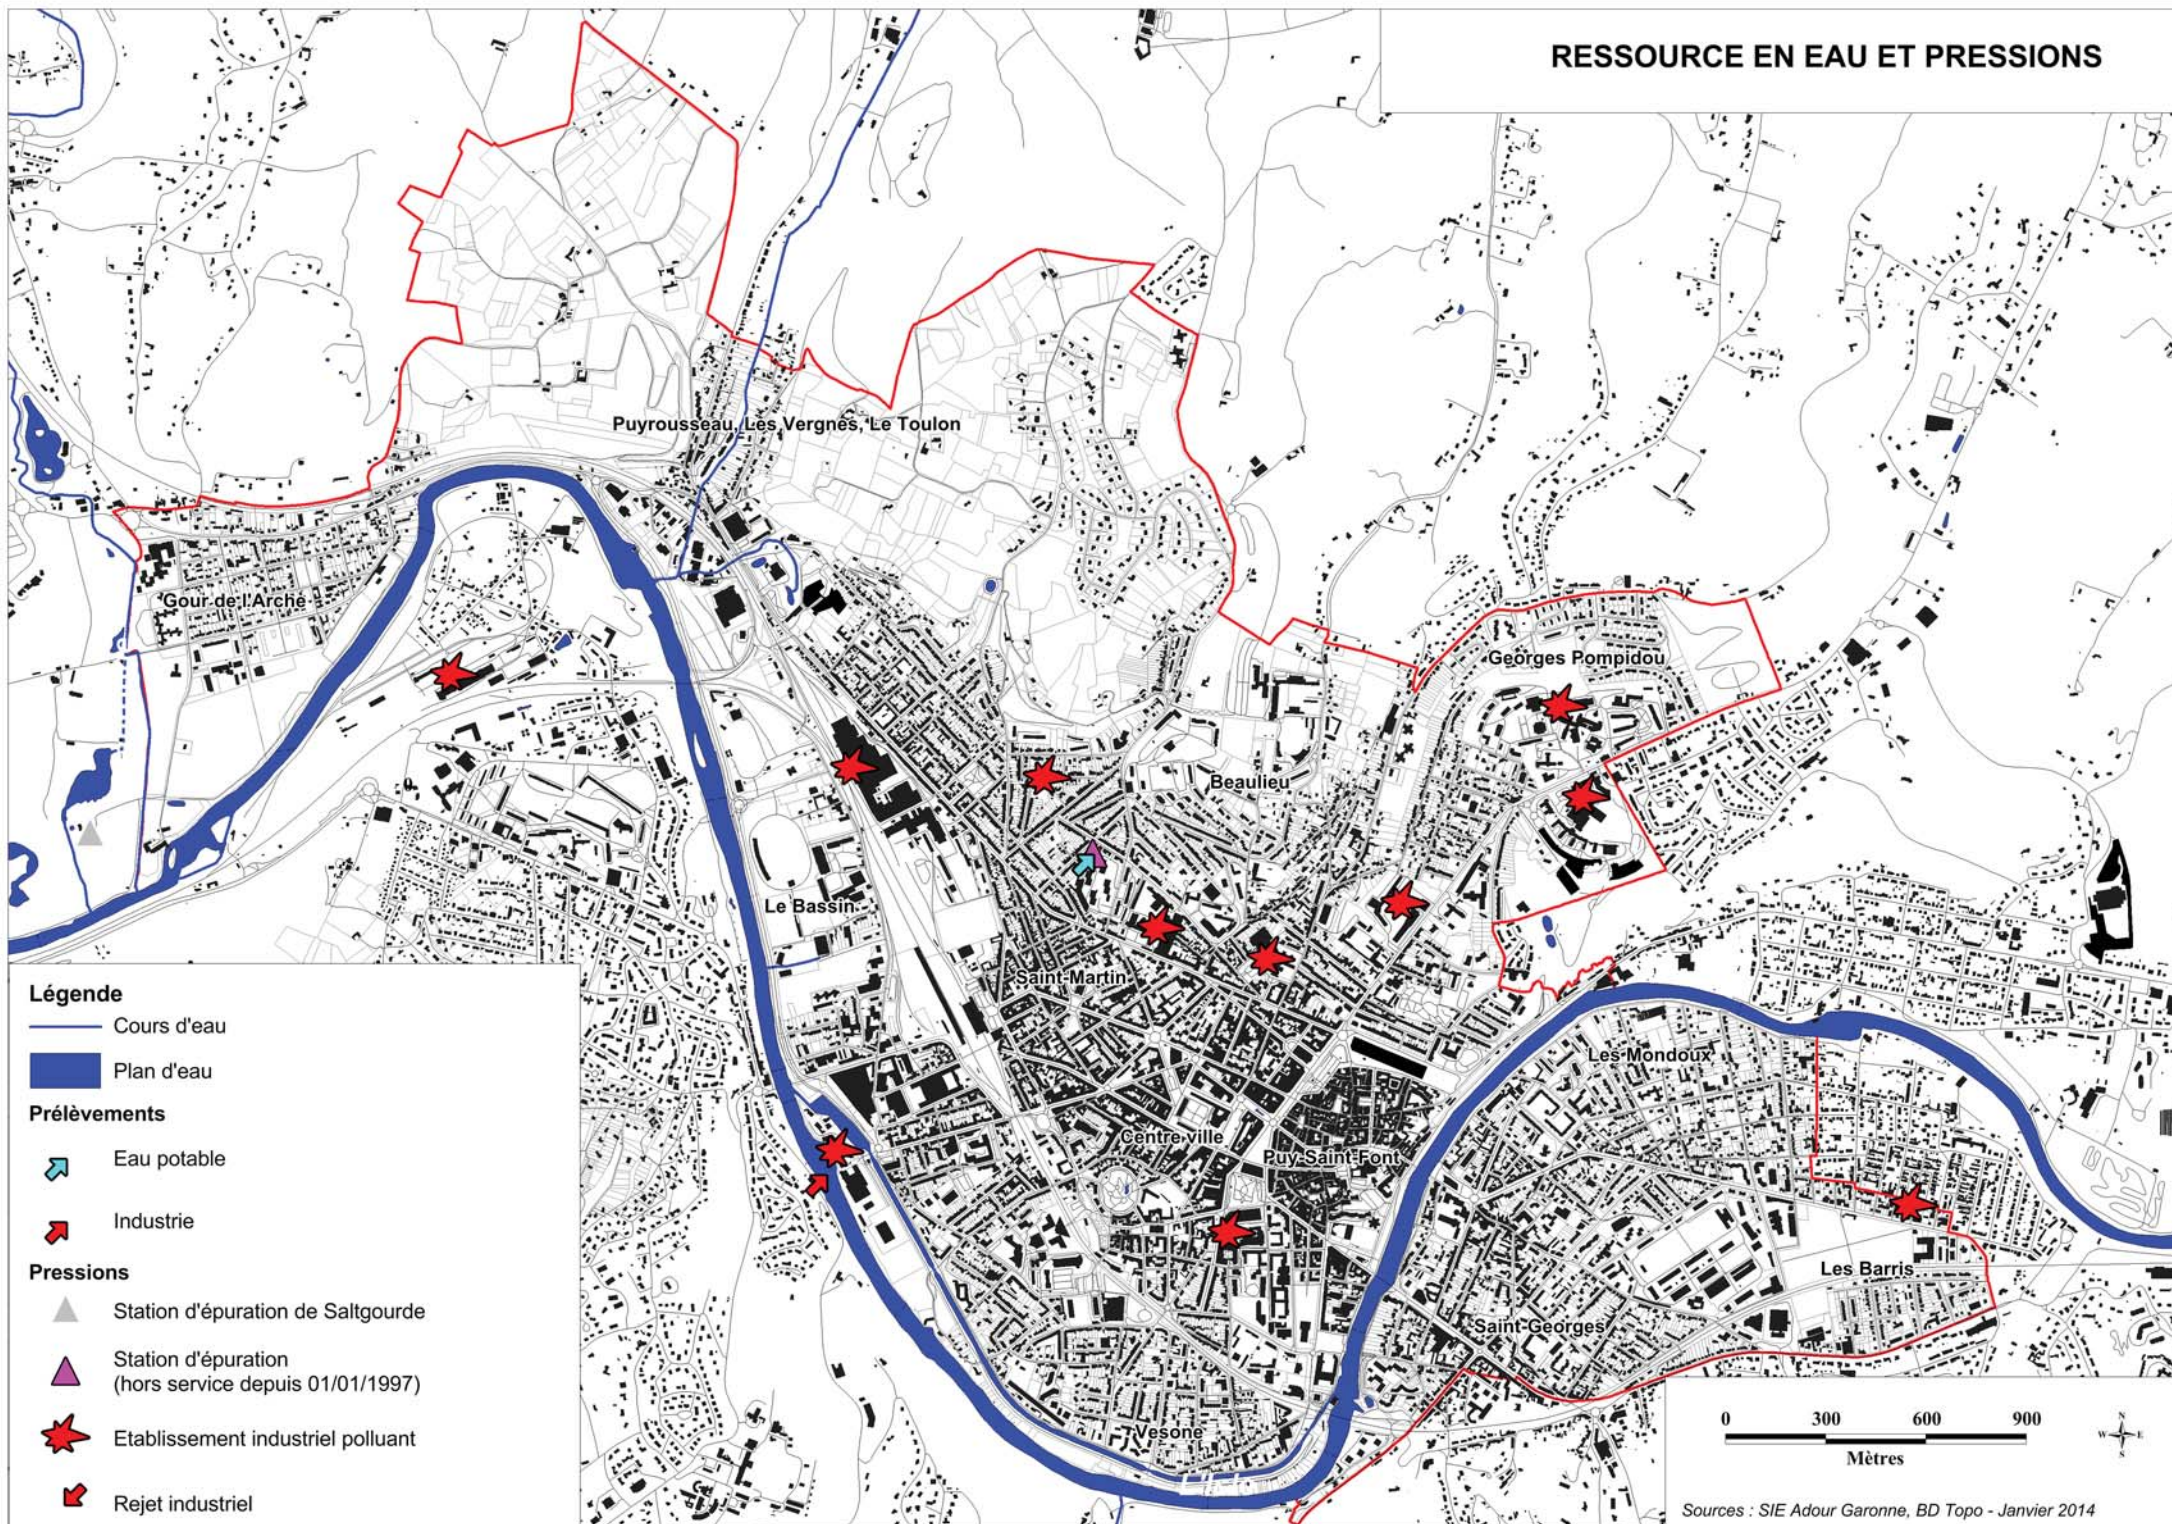 RESSOURCE EN EAU ET PRESSIONS
Puyrousseau, Les Vergnes, Le Toulon
Gour de l'Arche
Georges Pompidou
Beaulieu
Le Bassin
Saint-Martin
Les Mondoux
Centre ville
Puy Saint-Font
Les Barris
Saint Georges
Vesone
Légende
Cours d'eau
Plan d'eau
Prélèvements
Eau potable
Industrie
Pressions
Station d'épuration de Saltgourde
Station d'épuration
(hors service depuis 01/01/1997)
Etablissement industriel polluant
Rejet industriel
0 300 600 900
Mètres
N
W E
S
Sources : SIE Adour Garonne, BD Topo - Janvier 2014